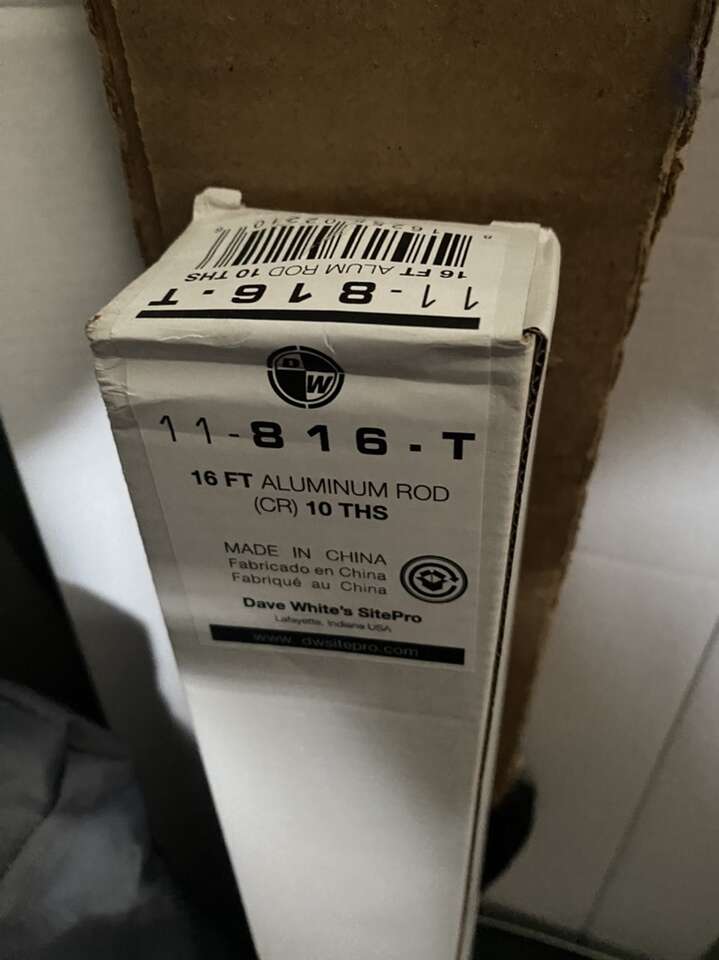 16 FT ALUM ROD 10 THS
11-816-T
D W
11-816-T
16 FT ALUMINUM ROD
(CR) 10 THS
MADE IN CHINA
Fabricado en China
Fabriqué au China
Dave White's SitePro
Lafayette, Indiana USA
www.dwsitepro.com